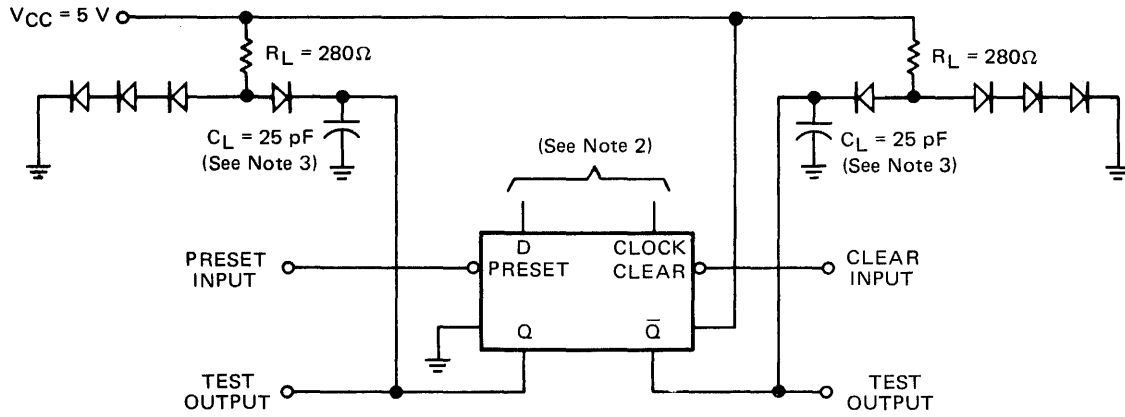 VCC = 5 V
RL = 280Ω
RL = 280Ω
CL = 25 pF
(See Note 3)
(See Note 2)
CL = 25 pF
(See Note 3)
D
CLOCK
PRESET
INPUT
PRESET
CLEAR
CLEAR
INPUT
Q
Q̅
TEST
OUTPUT
TEST
OUTPUT